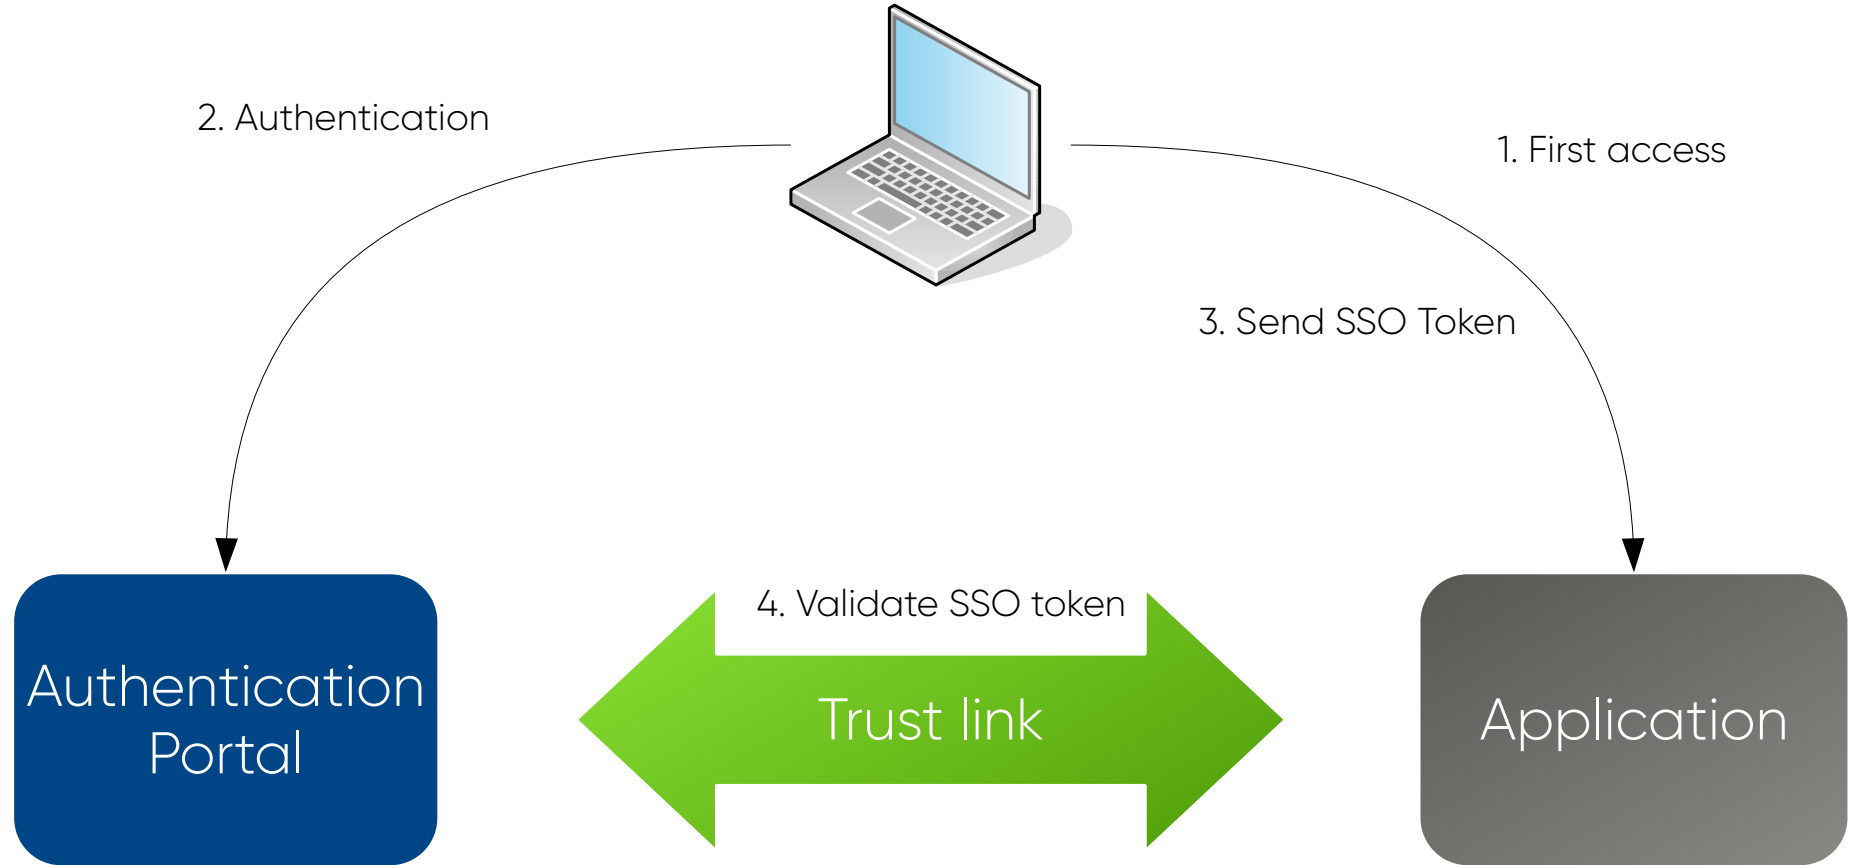 2. Authentication
1. First access
3. Send SSO Token
4. Validate SSO token
Authentication
Portal
Trust link
Application